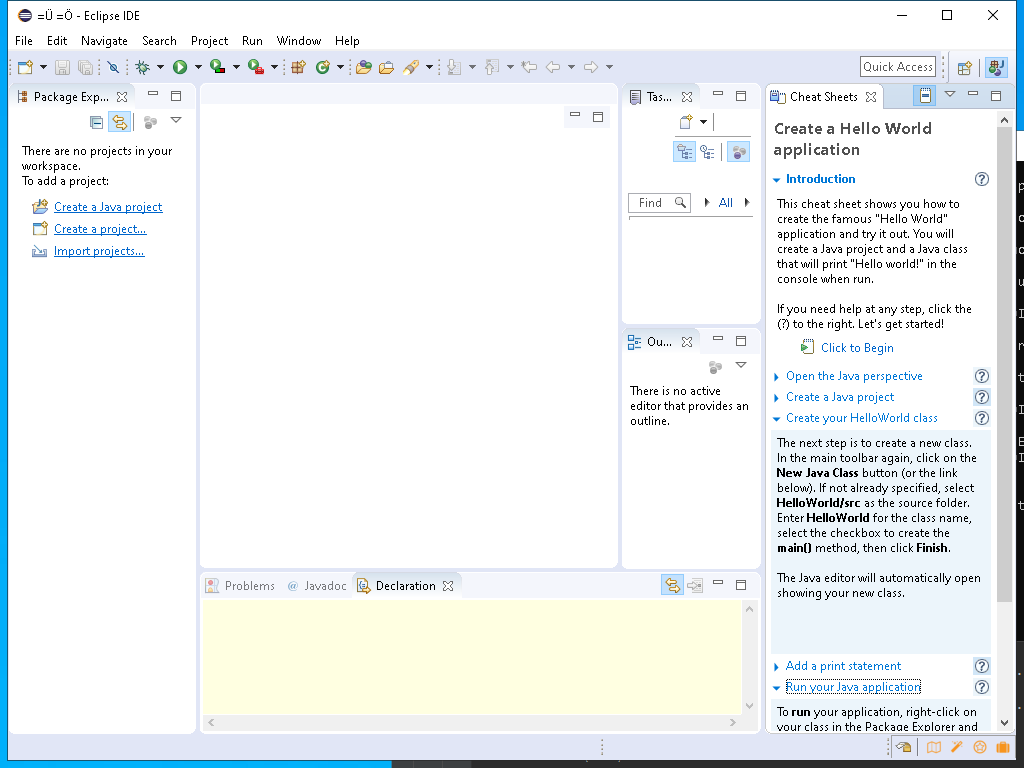 =Ü =Ö - Eclipse IDE
File Edit Navigate Search Project Run Window Help
Quick Access
Package Exp...
There are no projects in your
workspace.
To add a project:
Create a Java project
Create a project...
Import projects...
Tas...
Find
All
Ou...
There is no active
editor that provides an
outline.
Problems
@ Javadoc
Declaration
Cheat Sheets
Create a Hello World
application
Introduction
This cheat sheet shows you how to
create the famous "Hello World"
application and try it out. You will
create a Java project and a Java class
that will print "Hello world!" in the
console when run.
If you need help at any step, click the
(?) to the right. Let's get started!
Click to Begin
Open the Java perspective
Create a Java project
Create your HelloWorld class
The next step is to create a new class.
In the main toolbar again, click on the
New Java Class button (or the link
below). If not already specified, select
HelloWorld/src as the source folder.
Enter HelloWorld for the class name,
select the checkbox to create the
main() method, then click Finish.
The Java editor will automatically open
showing your new class.
Add a print statement
Run your Java application
To run your application, right-click on
your class in the Package Explorer and